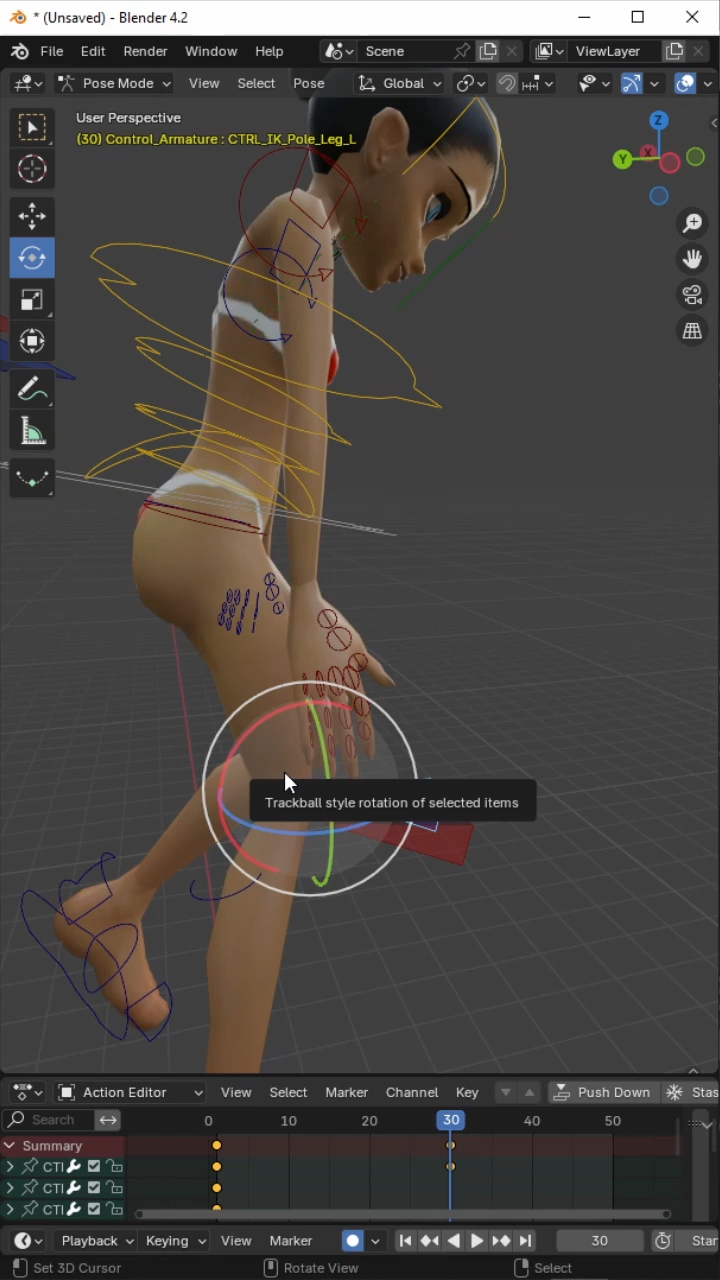 * (Unsaved) - Blender 4.2
File Edit Render Window Help Scene ViewLayer
Pose Mode View Select Pose Global
User Perspective
(30) Control_Armature : CTRL_IK_Pole_Leg_L
Z
Y X
Trackball style rotation of selected items
Action Editor View Select Marker Channel Key Push Down Stas
Search 0 10 20 30 40 50
Summary
CTI
CTI
CTI
Playback Keying View Marker 30 Star
Set 3D Cursor Rotate View Select